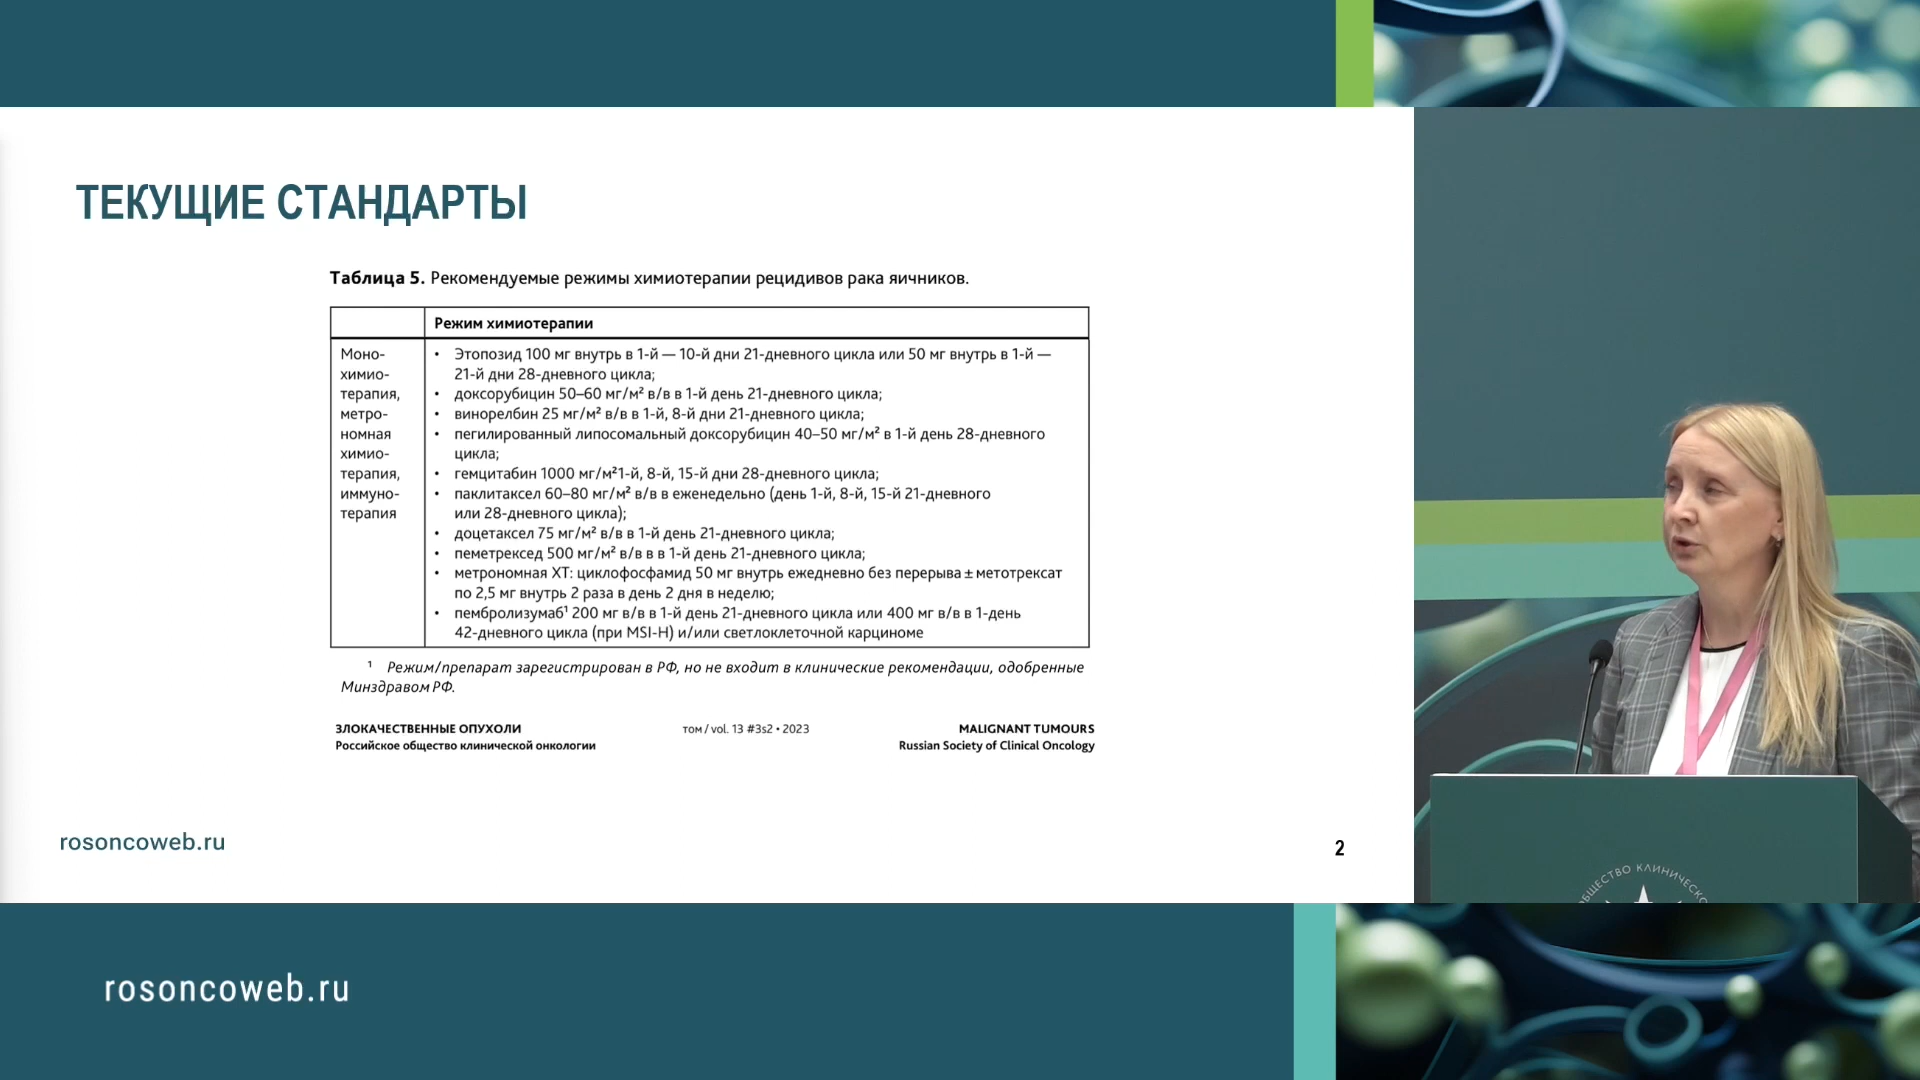 ТЕКУЩИЕ СТАНДАРТЫ
Таблица 5. Рекомендуемые режимы химиотерапии рецидивов рака яичников.
Режим химиотерапии
Моно-
химио-
терапия,
метро-
номная
химио-
терапия,
иммуно-
терапия
• Этопозид 100 мг внутрь в 1-й — 10-й дни 21-дневного цикла или 50 мг внутрь в 1-й —
21-й дни 28-дневного цикла;
• доксорубицин 50–60 мг/м² в/в в 1-й день 21-дневного цикла;
• винорелбин 25 мг/м² в/в в 1-й, 8-й дни 21-дневного цикла;
• пегилированный липосомальный доксорубицин 40–50 мг/м² в 1-й день 28-дневного
цикла;
• гемцитабин 1000 мг/м²1-й, 8-й, 15-й дни 28-дневного цикла;
• паклитаксел 60–80 мг/м² в/в в еженедельно (день 1-й, 8-й, 15-й 21-дневного
или 28-дневного цикла);
• доцетаксел 75 мг/м² в/в в 1-й день 21-дневного цикла;
• пеметрексед 500 мг/м² в/в в в 1-й день 21-дневного цикла;
• метрономная ХТ: циклофосфамид 50 мг внутрь ежедневно без перерыва ± метотрексат
по 2,5 мг внутрь 2 раза в день 2 дня в неделю;
• пембролизумаб¹ 200 мг в/в в 1-й день 21-дневного цикла или 400 мг в/в в 1-день
42-дневного цикла (при MSI-H) и/или светлоклеточной карциноме
¹ Режим/препарат зарегистрирован в РФ, но не входит в клинические рекомендации, одобренные
Минздравом РФ.
ЗЛОКАЧЕСТВЕННЫЕ ОПУХОЛИ
Российское общество клинической онкологии
том / vol. 13 #3s2 • 2023
MALIGNANT TUMOURS
Russian Society of Clinical Oncology
rosoncoweb.ru
2
ОБЩЕСТВО КЛИНИЧЕСКО
rosoncoweb.ru